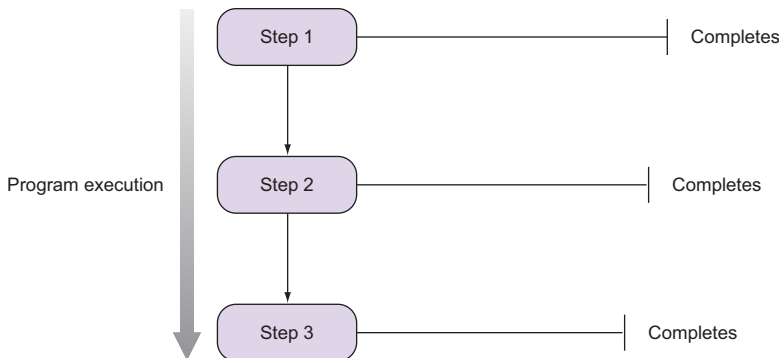 Step 1
Completes
Program execution
Step 2
Completes
Step 3
Completes